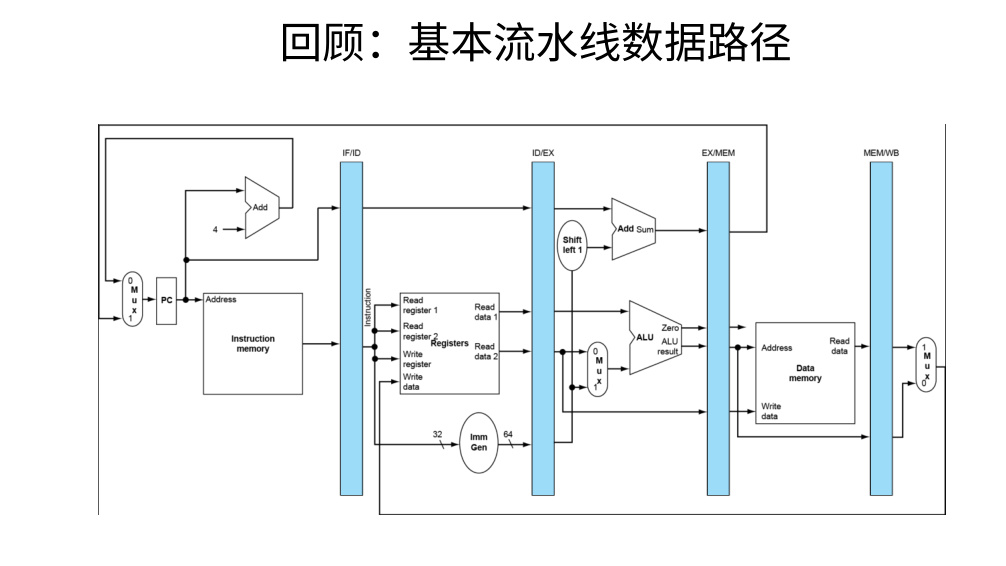 回顾：基本流水线数据路径
IF/ID
ID/EX
EX/MEM
MEM/WB
Add
4
0
M
u
x
1
PC
Address
Instruction
memory
Instruction
Read
register 1
Read
register 2
Registers
Write
register
Write
data
Read
data 1
Read
data 2
32
Imm
Gen
64
Shift
left 1
Add Sum
0
M
u
x
1
ALU
Zero
ALU
result
Address
Read
data
Data
memory
Write
data
1
M
u
x
0